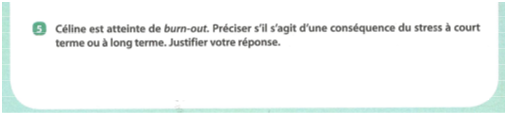 5 Céline est atteinte de burn-out. Préciser s'il s'agit d'une conséquence du stress à court
terme ou à long terme. Justifier votre réponse.